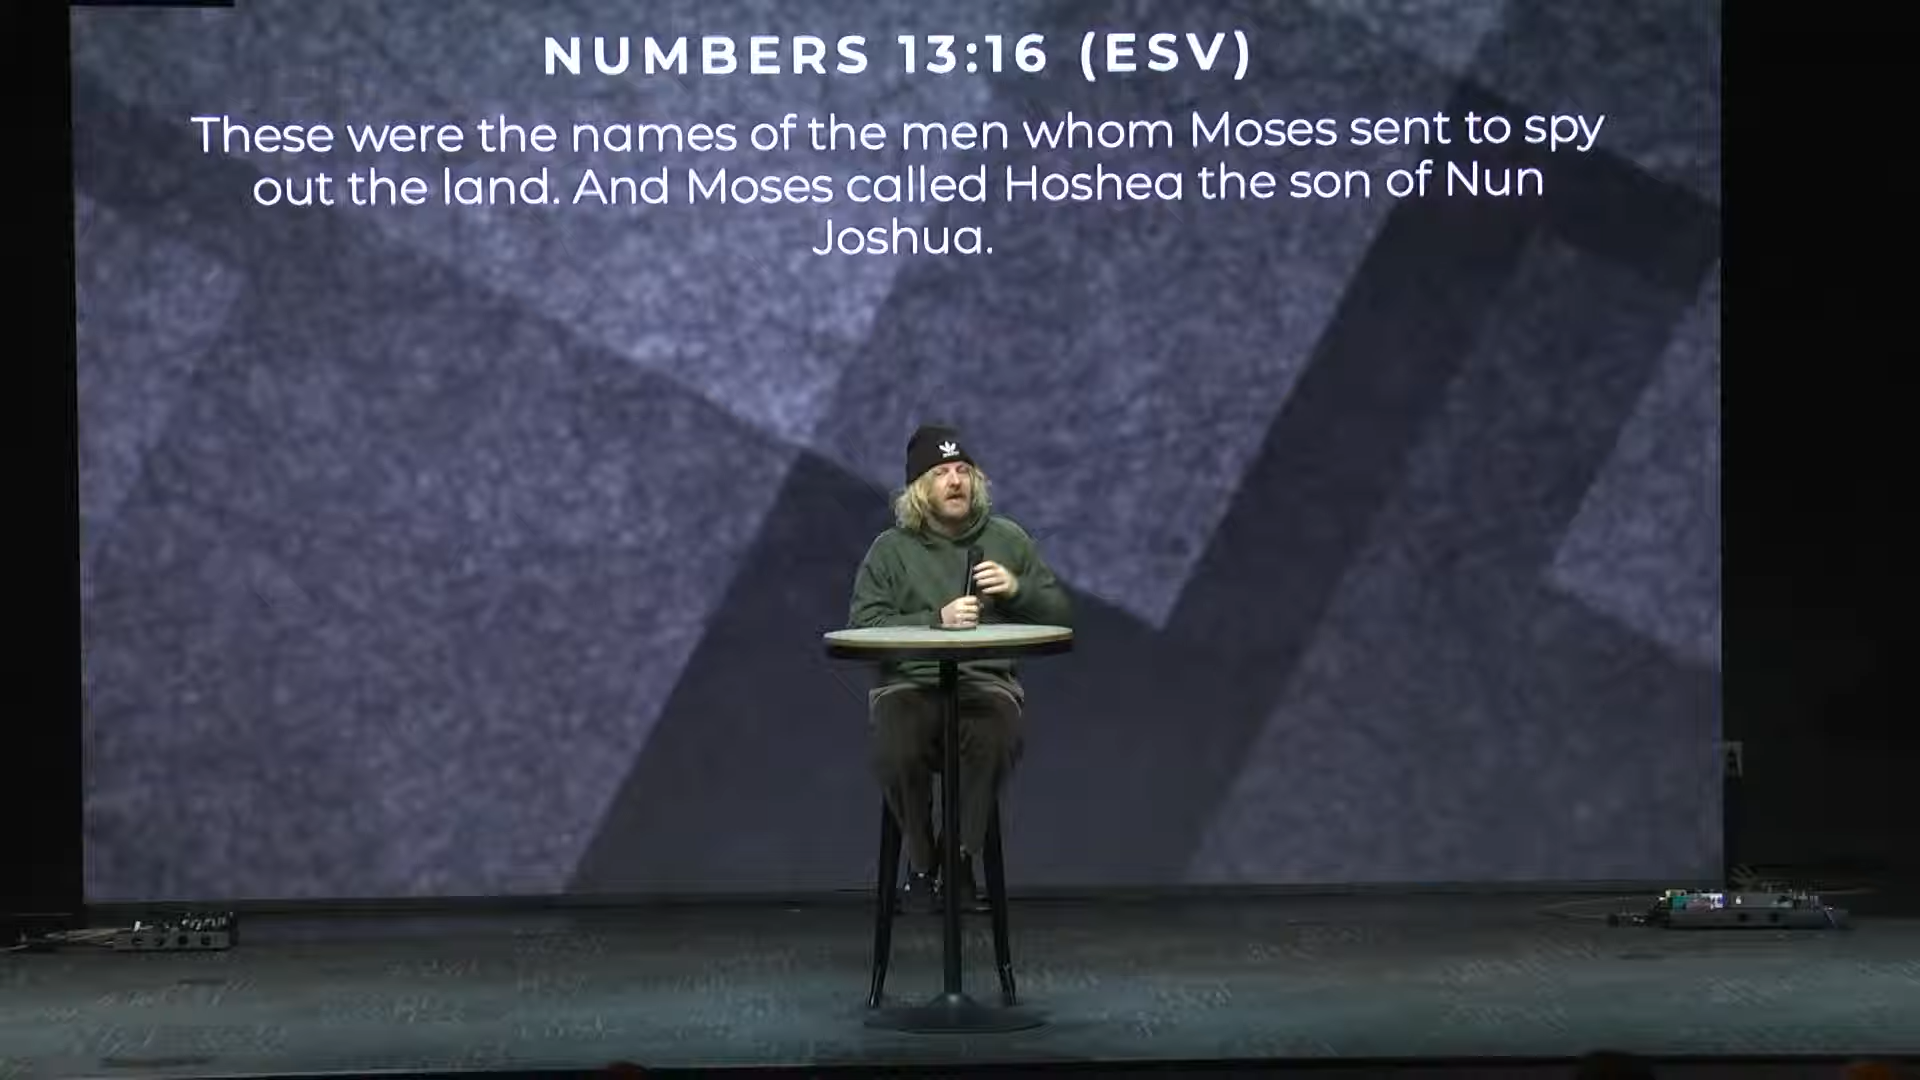 NUMBERS 13:16 (ESV)
These were the names of the men whom Moses sent to spy
out the land. And Moses called Hoshea the son of Nun
Joshua.